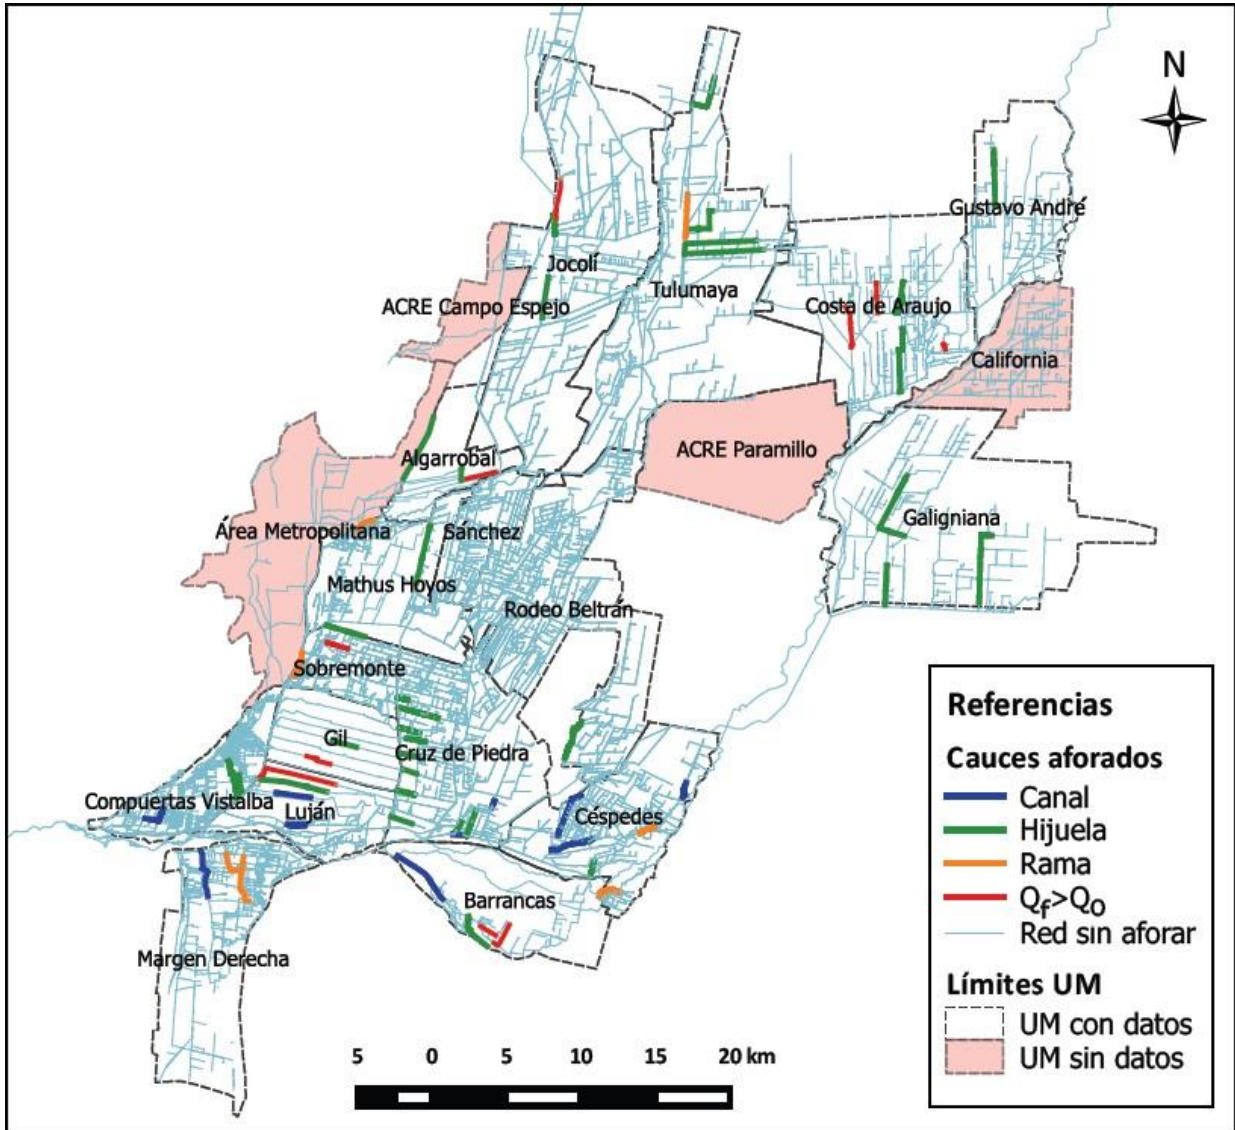 N
Gustavo André
Jocolí
Tulumaya
ACRE Campo Espejo
Costa de Araujo
California
Algarrobal
ACRE Paramillo
Área Metropolitana
Sánchez
Galigniana
Mathus Hoyos
Rodeo Beltrán
Sobremonte
Gil
Cruz de Piedra
Compuertas Vistalba
Luján
Céspedes
Barrancas
Margen Derecha
Referencias
Cauces aforados
Canal
Hijuela
Rama
Qf>Qo
Red sin aforar
Límites UM
UM con datos
UM sin datos
5 0 5 10 15 20 km